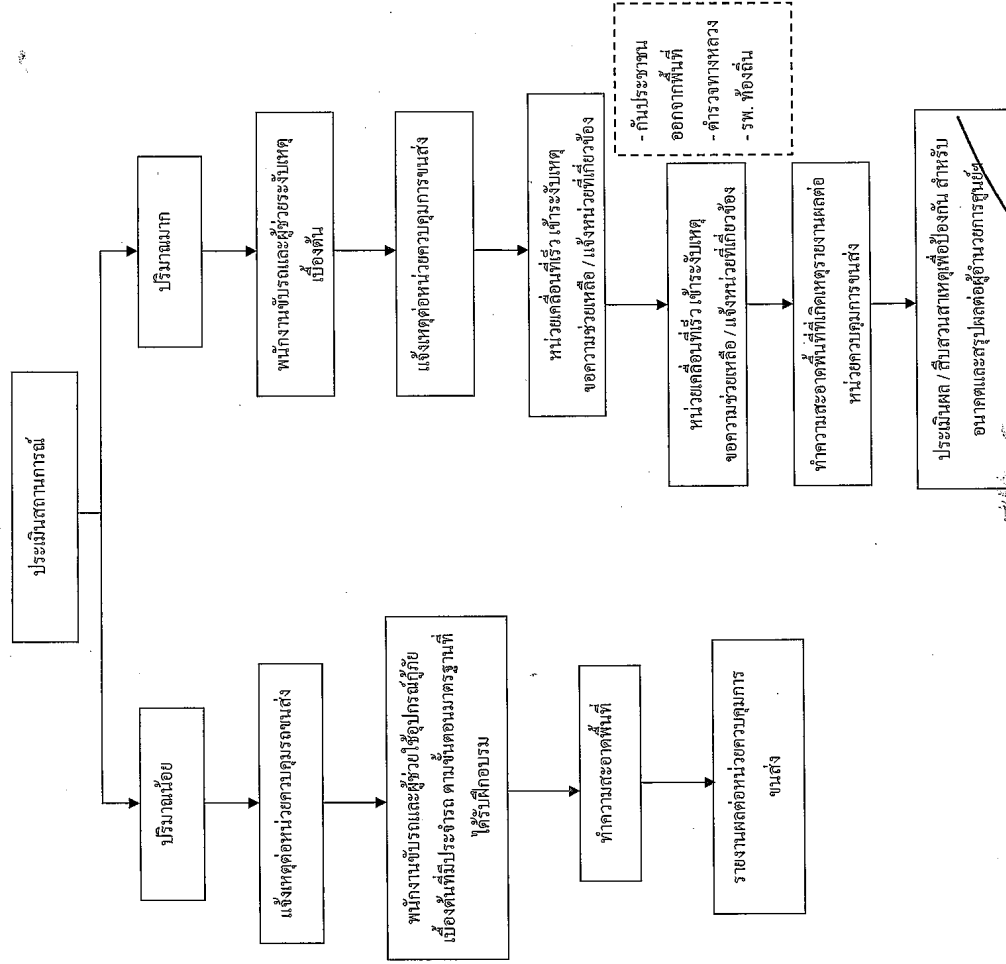 ประเมินสถานการณ์
ปริมาณน้อย
แจ้งเหตุต่อหน่วยควบคุมรถขนส่ง
พนักงานขับรถและผู้ช่วยใช้อุปกรณ์กู้ภัย
เบื้องต้นที่มีประจำรถ ตามขั้นตอนมาตรฐานที่
ได้รับฝึกอบรม
ทำความสะอาดพื้นที่
รายงานผลต่อหน่วยควบคุมการ
ขนส่ง
ปริมาณมาก
พนักงานขับรถและผู้ช่วยระงับเหตุ
เบื้องต้น
แจ้งเหตุต่อหน่วยควบคุมการขนส่ง
หน่วยเคลื่อนที่เร็ว เข้าระงับเหตุ
ขอความช่วยเหลือ / แจ้งหน่วยที่เกี่ยวข้อง
- กันประชาชน
ออกจากพื้นที่
- ตำรวจทางหลวง
- รพ. ท้องถิ่น
หน่วยเคลื่อนที่เร็ว เข้าระงับเหตุ
ขอความช่วยเหลือ / แจ้งหน่วยที่เกี่ยวข้อง
ทำความสะอาดพื้นที่ที่เกิดเหตุรายงานผลต่อ
หน่วยควบคุมการขนส่ง
ประเมินผล / สืบสวนสาเหตุเพื่อป้องกัน สำหรับ
อนาคตและสรุปผลต่อผู้อำนวยการศูนย์ฯ